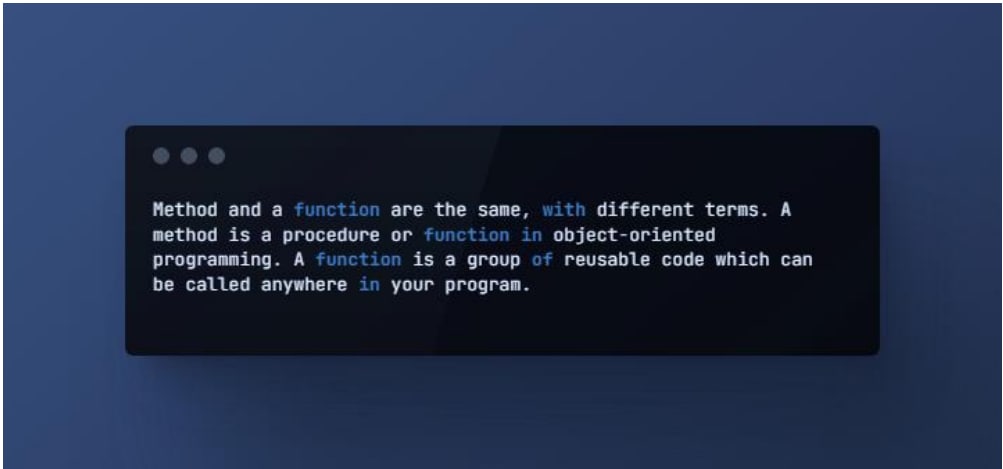 Method and a function are the same, with different terms. A
method is a procedure or function in object-oriented
programming. A function is a group of reusable code which can
be called anywhere in your program.